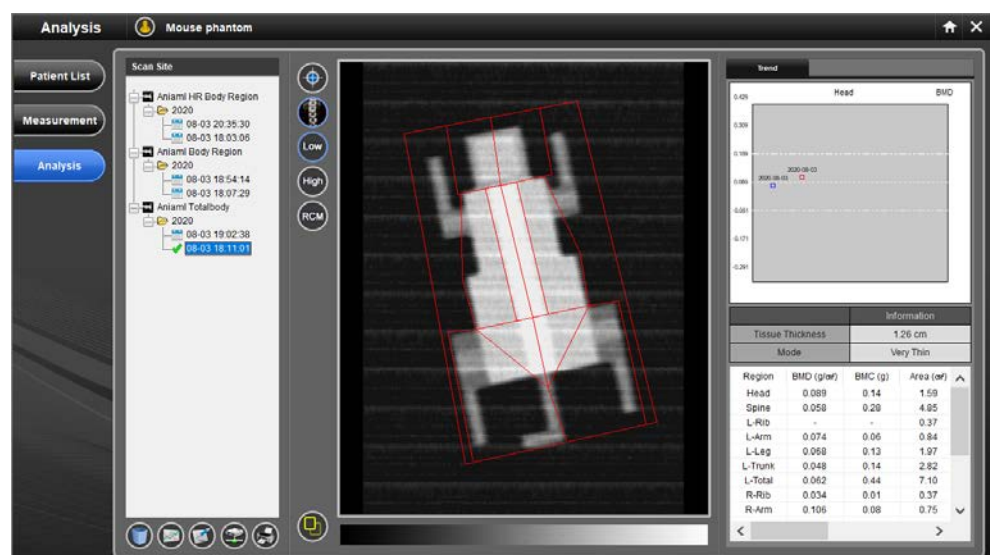 Analysis
Mouse phantom
Patient List
Measurement
Analysis
Scan Site
Aniaml HR Body Region
2020
08-03 20:35:30
08-03 18:03:06
Aniaml Body Region
2020
08-03 18:54:14
08-03 18:07:29
Aniaml Totalbody
2020
08-03 19:02:38
08-03 18:11:01
Low
High
RCM
Trend
Head BMD
0.429
0.309
0.189
0.069
-0.051
-0.171
-0.291
2020-08-03
2020-08-03
Information
Tissue Thickness 1.26 cm
Mode Very Thin
Region BMD (g/㎠) BMC (g) Area (㎠)
Head 0.089 0.14 1.59
Spine 0.058 0.28 4.85
L-Rib - - 0.37
L-Arm 0.074 0.06 0.84
L-Leg 0.068 0.13 1.97
L-Trunk 0.048 0.14 2.82
L-Total 0.062 0.44 7.10
R-Rib 0.034 0.01 0.37
R-Arm 0.106 0.08 0.75